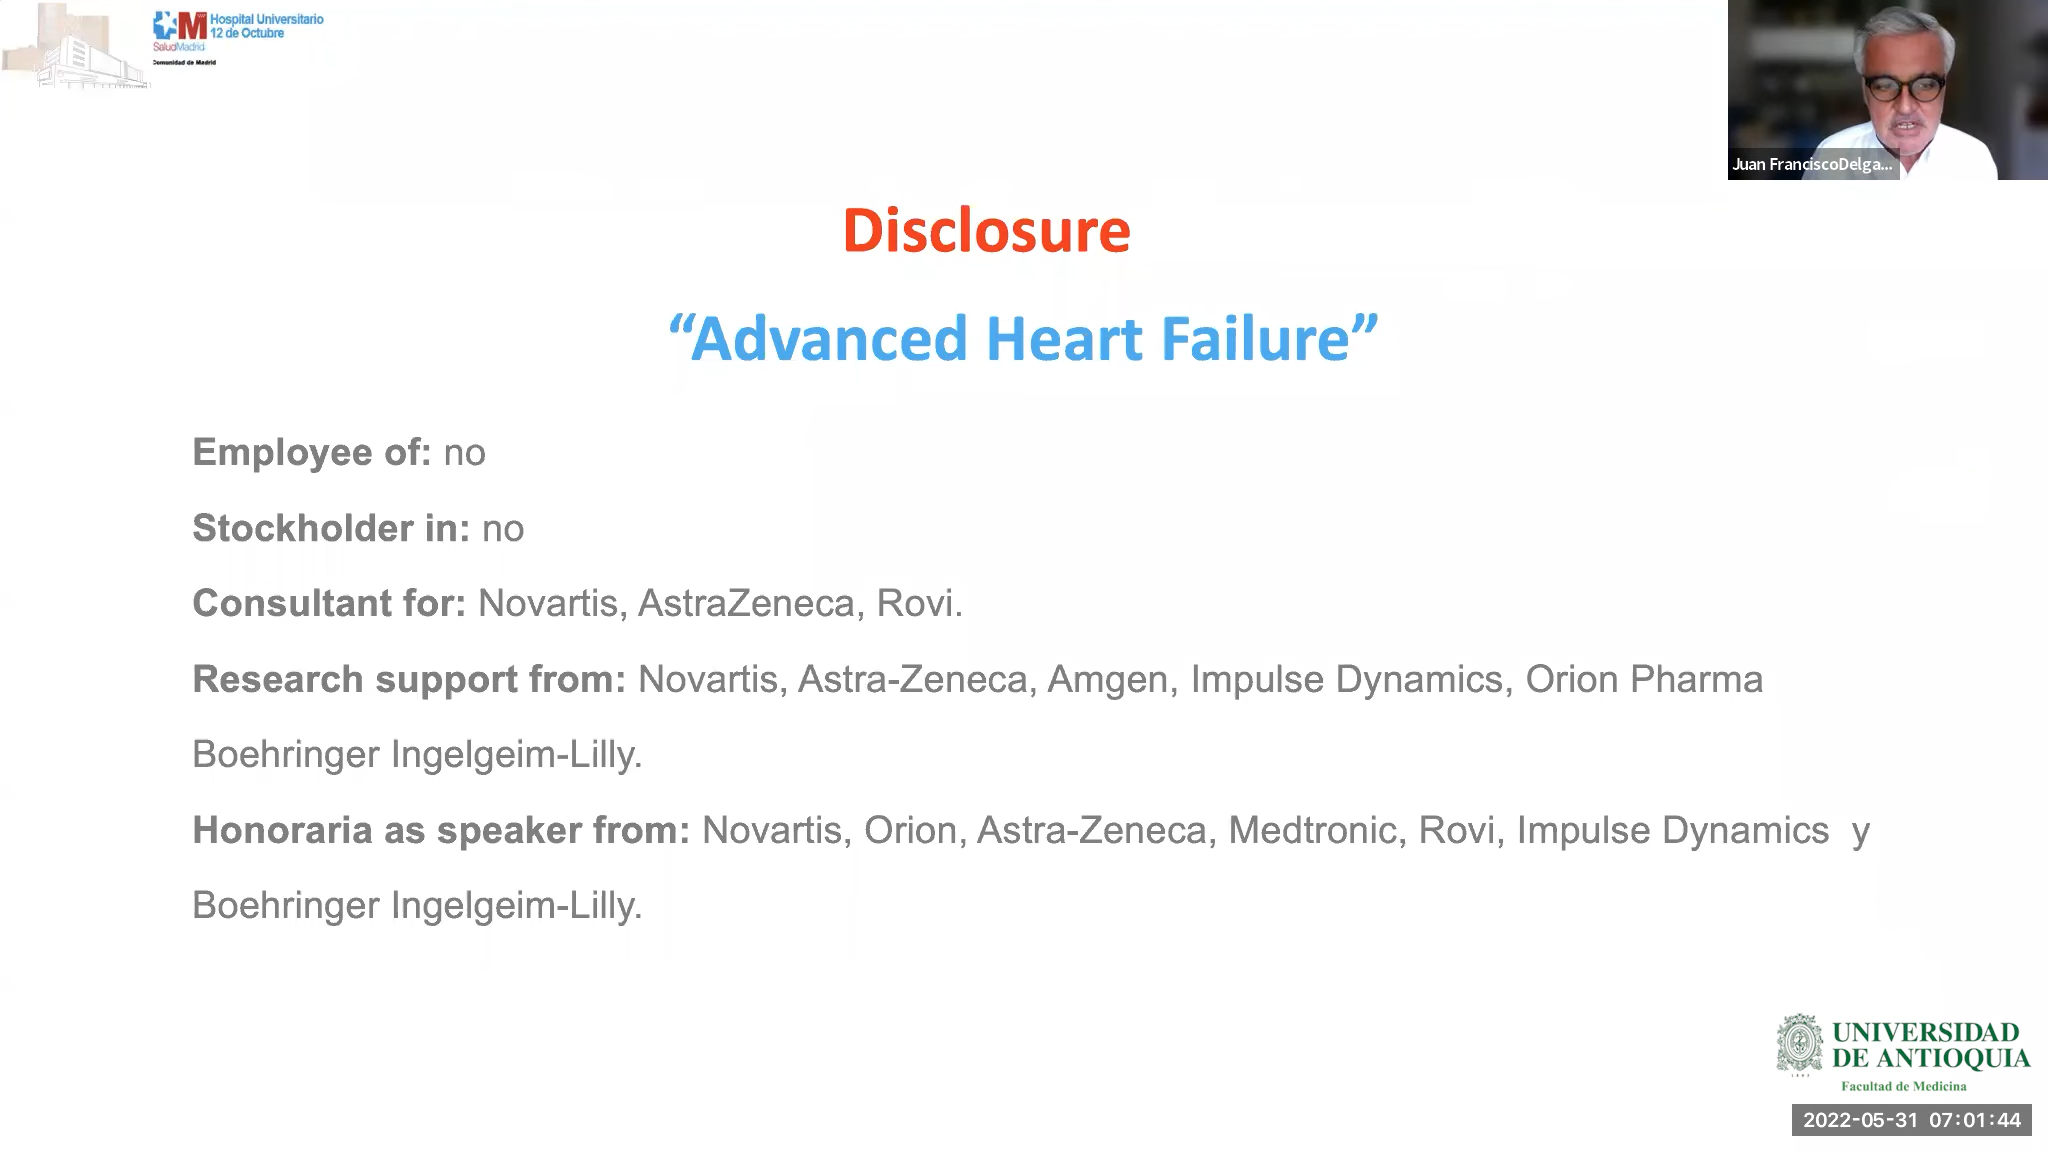 Hospital Universitario
12 de Octubre
SaludMadrid
Comunidad de Madrid
Juan FranciscoDelga...
Disclosure
“Advanced Heart Failure”
Employee of: no
Stockholder in: no
Consultant for: Novartis, AstraZeneca, Rovi.
Research support from: Novartis, Astra-Zeneca, Amgen, Impulse Dynamics, Orion Pharma
Boehringer Ingelgeim-Lilly.
Honoraria as speaker from: Novartis, Orion, Astra-Zeneca, Medtronic, Rovi, Impulse Dynamics y
Boehringer Ingelgeim-Lilly.
UNIVERSIDAD
DE ANTIOQUIA
1803
Facultad de Medicina
2022-05-31 07:01:44